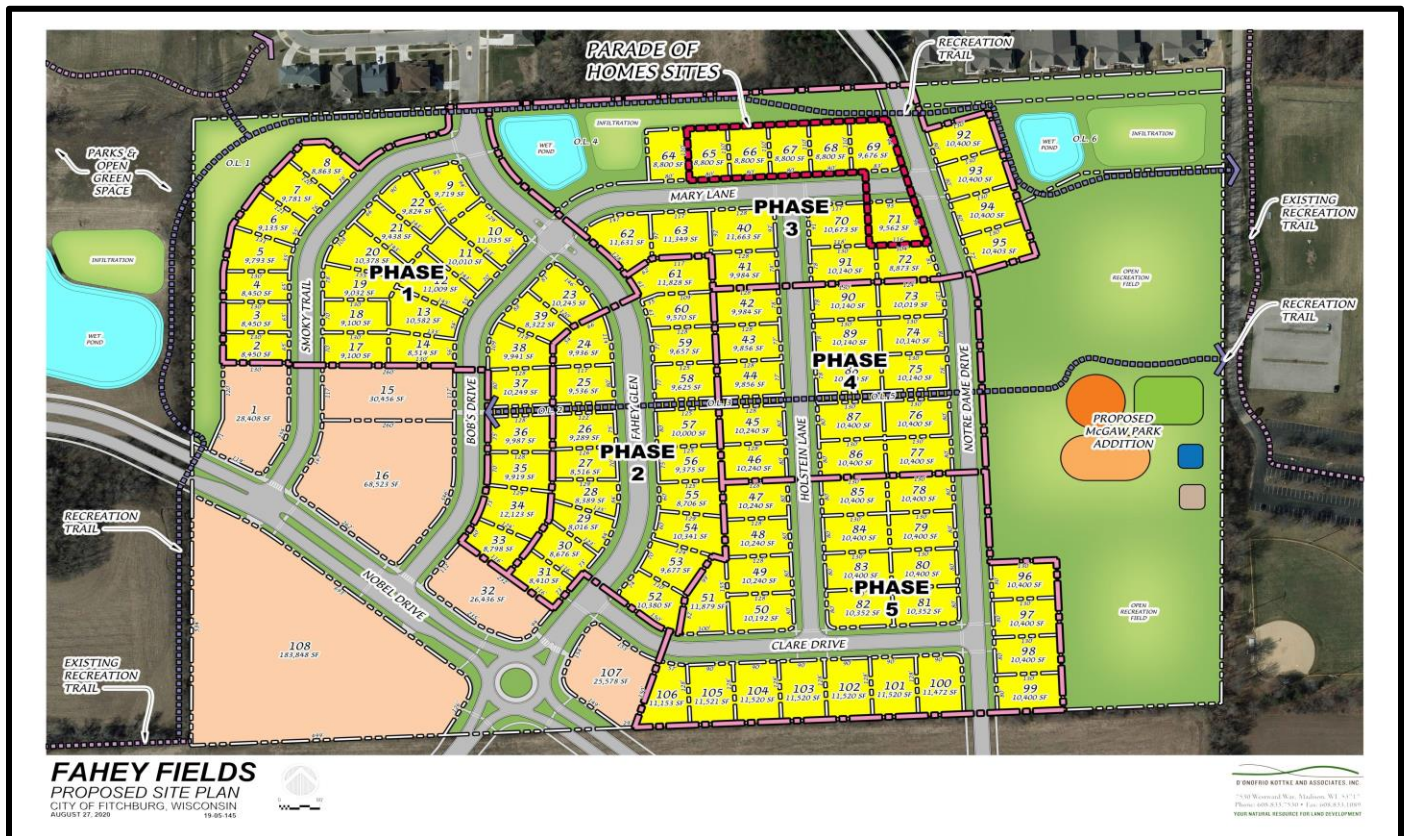 PARADE OF
HOMES SITES
RECREATION
TRAIL
PARKS &
OPEN
GREEN
SPACE
O.L. 1
INFILTRATION
WET
POND
WET
POND
O.L. 4
INFILTRATION
WET
POND
O.L. 6
INFILTRATION
EXISTING
RECREATION
TRAIL
RECREATION
TRAIL
OPEN
RECREATION
FIELD
PROPOSED
McGAW PARK
ADDITION
OPEN
RECREATION
FIELD
RECREATION
TRAIL
EXISTING
RECREATION
TRAIL
PHASE
1
PHASE
2
PHASE
3
PHASE
4
PHASE
5
SMOKY TRAIL
BOB'S DRIVE
FAHEY GLEN
MARY LANE
HOLSTEIN LANE
NOTRE DAME DRIVE
NOBEL DRIVE
CLARE DRIVE
O.L. 2
O.L. 3
O.L. 5
1
28,408 SF
2
8,450 SF
3
8,450 SF
4
8,450 SF
5
9,793 SF
6
9,135 SF
7
9,781 SF
8
8,863 SF
9
9,719 SF
10
11,035 SF
11
10,010 SF
12
11,009 SF
13
10,582 SF
14
8,514 SF
15
30,456 SF
16
68,523 SF
17
9,100 SF
18
9,100 SF
19
9,032 SF
20
10,378 SF
21
9,438 SF
22
9,824 SF
23
10,245 SF
24
9,936 SF
25
9,536 SF
26
9,289 SF
27
8,516 SF
28
8,389 SF
29
8,016 SF
30
8,676 SF
31
8,410 SF
32
26,436 SF
33
8,798 SF
34
12,123 SF
35
9,919 SF
36
9,987 SF
37
10,249 SF
38
9,941 SF
39
8,322 SF
40
11,663 SF
41
9,984 SF
42
9,984 SF
43
9,856 SF
44
9,856 SF
45
10,240 SF
46
10,240 SF
47
10,240 SF
48
10,240 SF
49
10,240 SF
50
10,192 SF
51
11,879 SF
52
10,380 SF
53
9,677 SF
54
10,341 SF
55
8,706 SF
56
9,375 SF
57
10,000 SF
58
9,625 SF
59
9,657 SF
60
9,570 SF
61
11,828 SF
62
11,631 SF
63
11,349 SF
64
8,800 SF
65
8,800 SF
66
8,800 SF
67
8,800 SF
68
8,800 SF
69
9,676 SF
70
10,673 SF
71
9,562 SF
72
8,873 SF
73
10,019 SF
74
10,140 SF
75
10,140 SF
76
10,400 SF
77
10,400 SF
78
10,400 SF
79
10,400 SF
80
10,400 SF
81
10,352 SF
82
10,352 SF
83
10,400 SF
84
10,400 SF
85
10,400 SF
86
10,400 SF
87
10,400 SF
89
10,140 SF
90
10,140 SF
91
10,140 SF
92
10,400 SF
93
10,400 SF
94
10,400 SF
95
10,403 SF
96
10,400 SF
97
10,400 SF
98
10,400 SF
99
10,400 SF
100
11,472 SF
101
11,520 SF
102
11,520 SF
103
11,520 SF
104
11,520 SF
105
11,521 SF
106
11,153 SF
107
25,578 SF
108
183,848 SF
FAHEY FIELDS
PROPOSED SITE PLAN
CITY OF FITCHBURG, WISCONSIN
AUGUST 27, 2020
19-05-145
D'ONOFRIO KOTTKE AND ASSOCIATES, INC.
YOUR NATURAL RESOURCE FOR LAND DEVELOPMENT